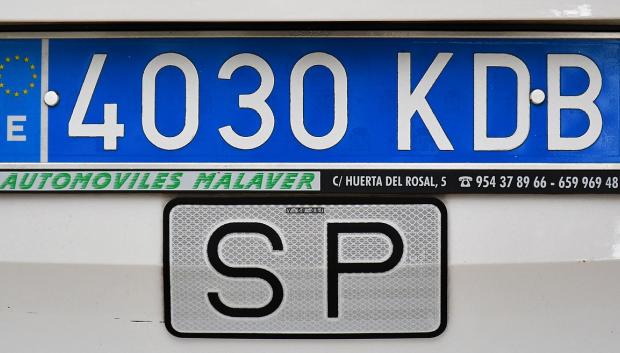 E 4030 KDB
AUTOMOVILES MALAVER C/ HUERTA DEL ROSAL, 5 ☎ 954 37 89 66 - 659 969 48
SP